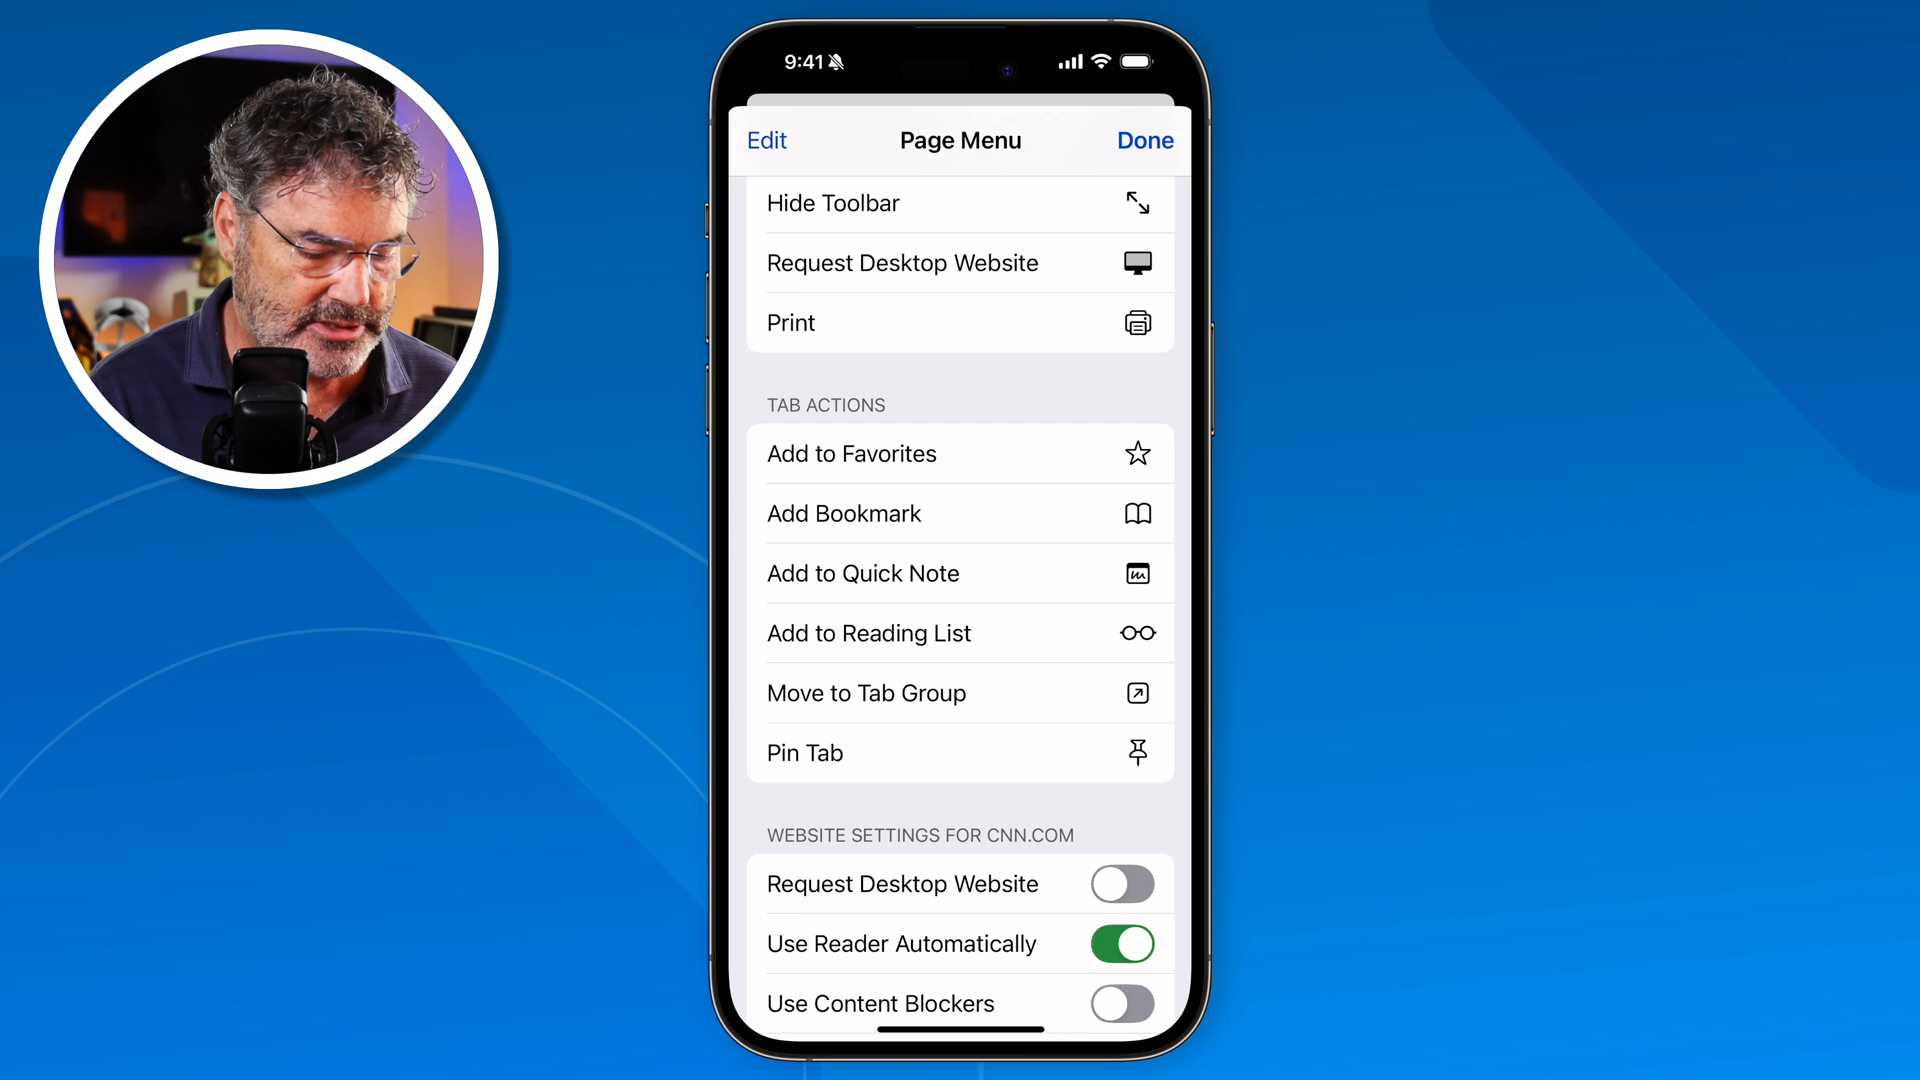 9:41
Edit
Page Menu
Done
Hide Toolbar
Request Desktop Website
Print
TAB ACTIONS
Add to Favorites
Add Bookmark
Add to Quick Note
Add to Reading List
Move to Tab Group
Pin Tab
WEBSITE SETTINGS FOR CNN.COM
Request Desktop Website
Use Reader Automatically
Use Content Blockers